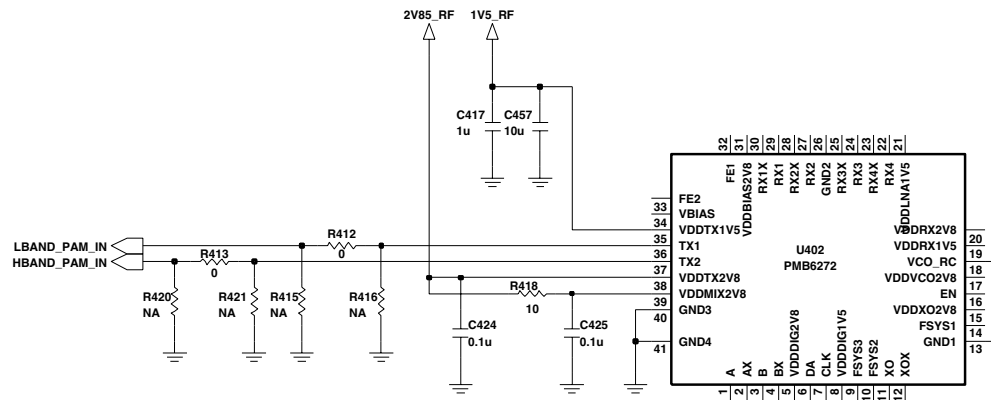 2V85_RF
1V5_RF
C417
1u
C457
10u
32
31
30
29
28
27
26
25
24
23
22
21
FE1
VDDBIAS2V8
RX1X
RX1
RX2X
RX2
GND2
RX3X
RX3
RX4X
RX4
VDDLNA1V5
FE2
33
VBIAS
34
VDDTX1V5
35
TX1
36
TX2
37
VDDTX2V8
38
VDDMIX2V8
39
GND3
40
41
GND4
U402
PMB6272
VDDRX2V8
20
VDDRX1V5
19
VCO_RC
18
VDDVCO2V8
17
EN
16
VDDXO2V8
15
FSYS1
14
GND1
13
LBAND_PAM_IN
HBAND_PAM_IN
R412
0
R413
0
R420
NA
R421
NA
R415
NA
R416
NA
R418
10
C424
0.1u
C425
0.1u
A
AX
B
BX
VDDDIG2V8
DA
CLK
VDDDIG1V5
FSYS3
FSYS2
XO
XOX
1
2
3
4
5
6
7
8
9
10
11
12